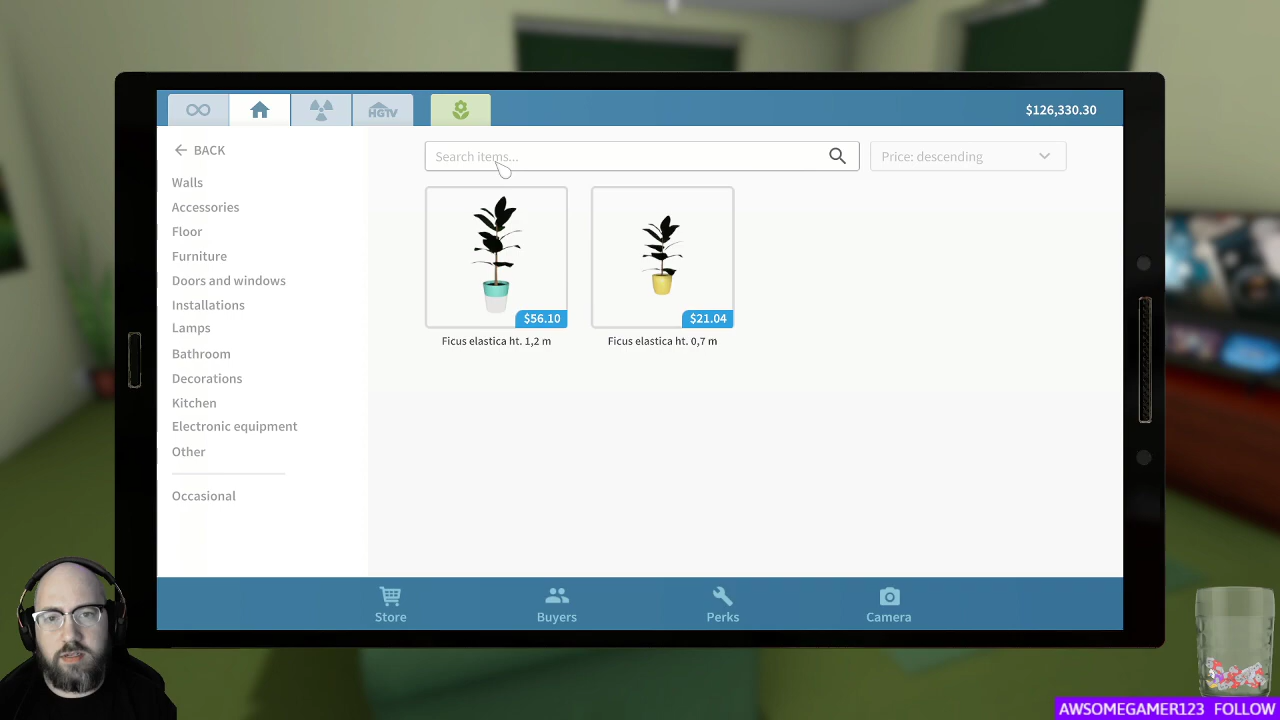 HGTV
$126,330.30
BACK
Search items...
Price: descending
Walls
Accessories
Floor
Furniture
Doors and windows
Installations
Lamps
Bathroom
Decorations
Kitchen
Electronic equipment
Other
Occasional
$56.10
$21.04
Ficus elastica ht. 1,2 m
Ficus elastica ht. 0,7 m
Store
Buyers
Perks
Camera
AWSOMEGAMER123 FOLLOW